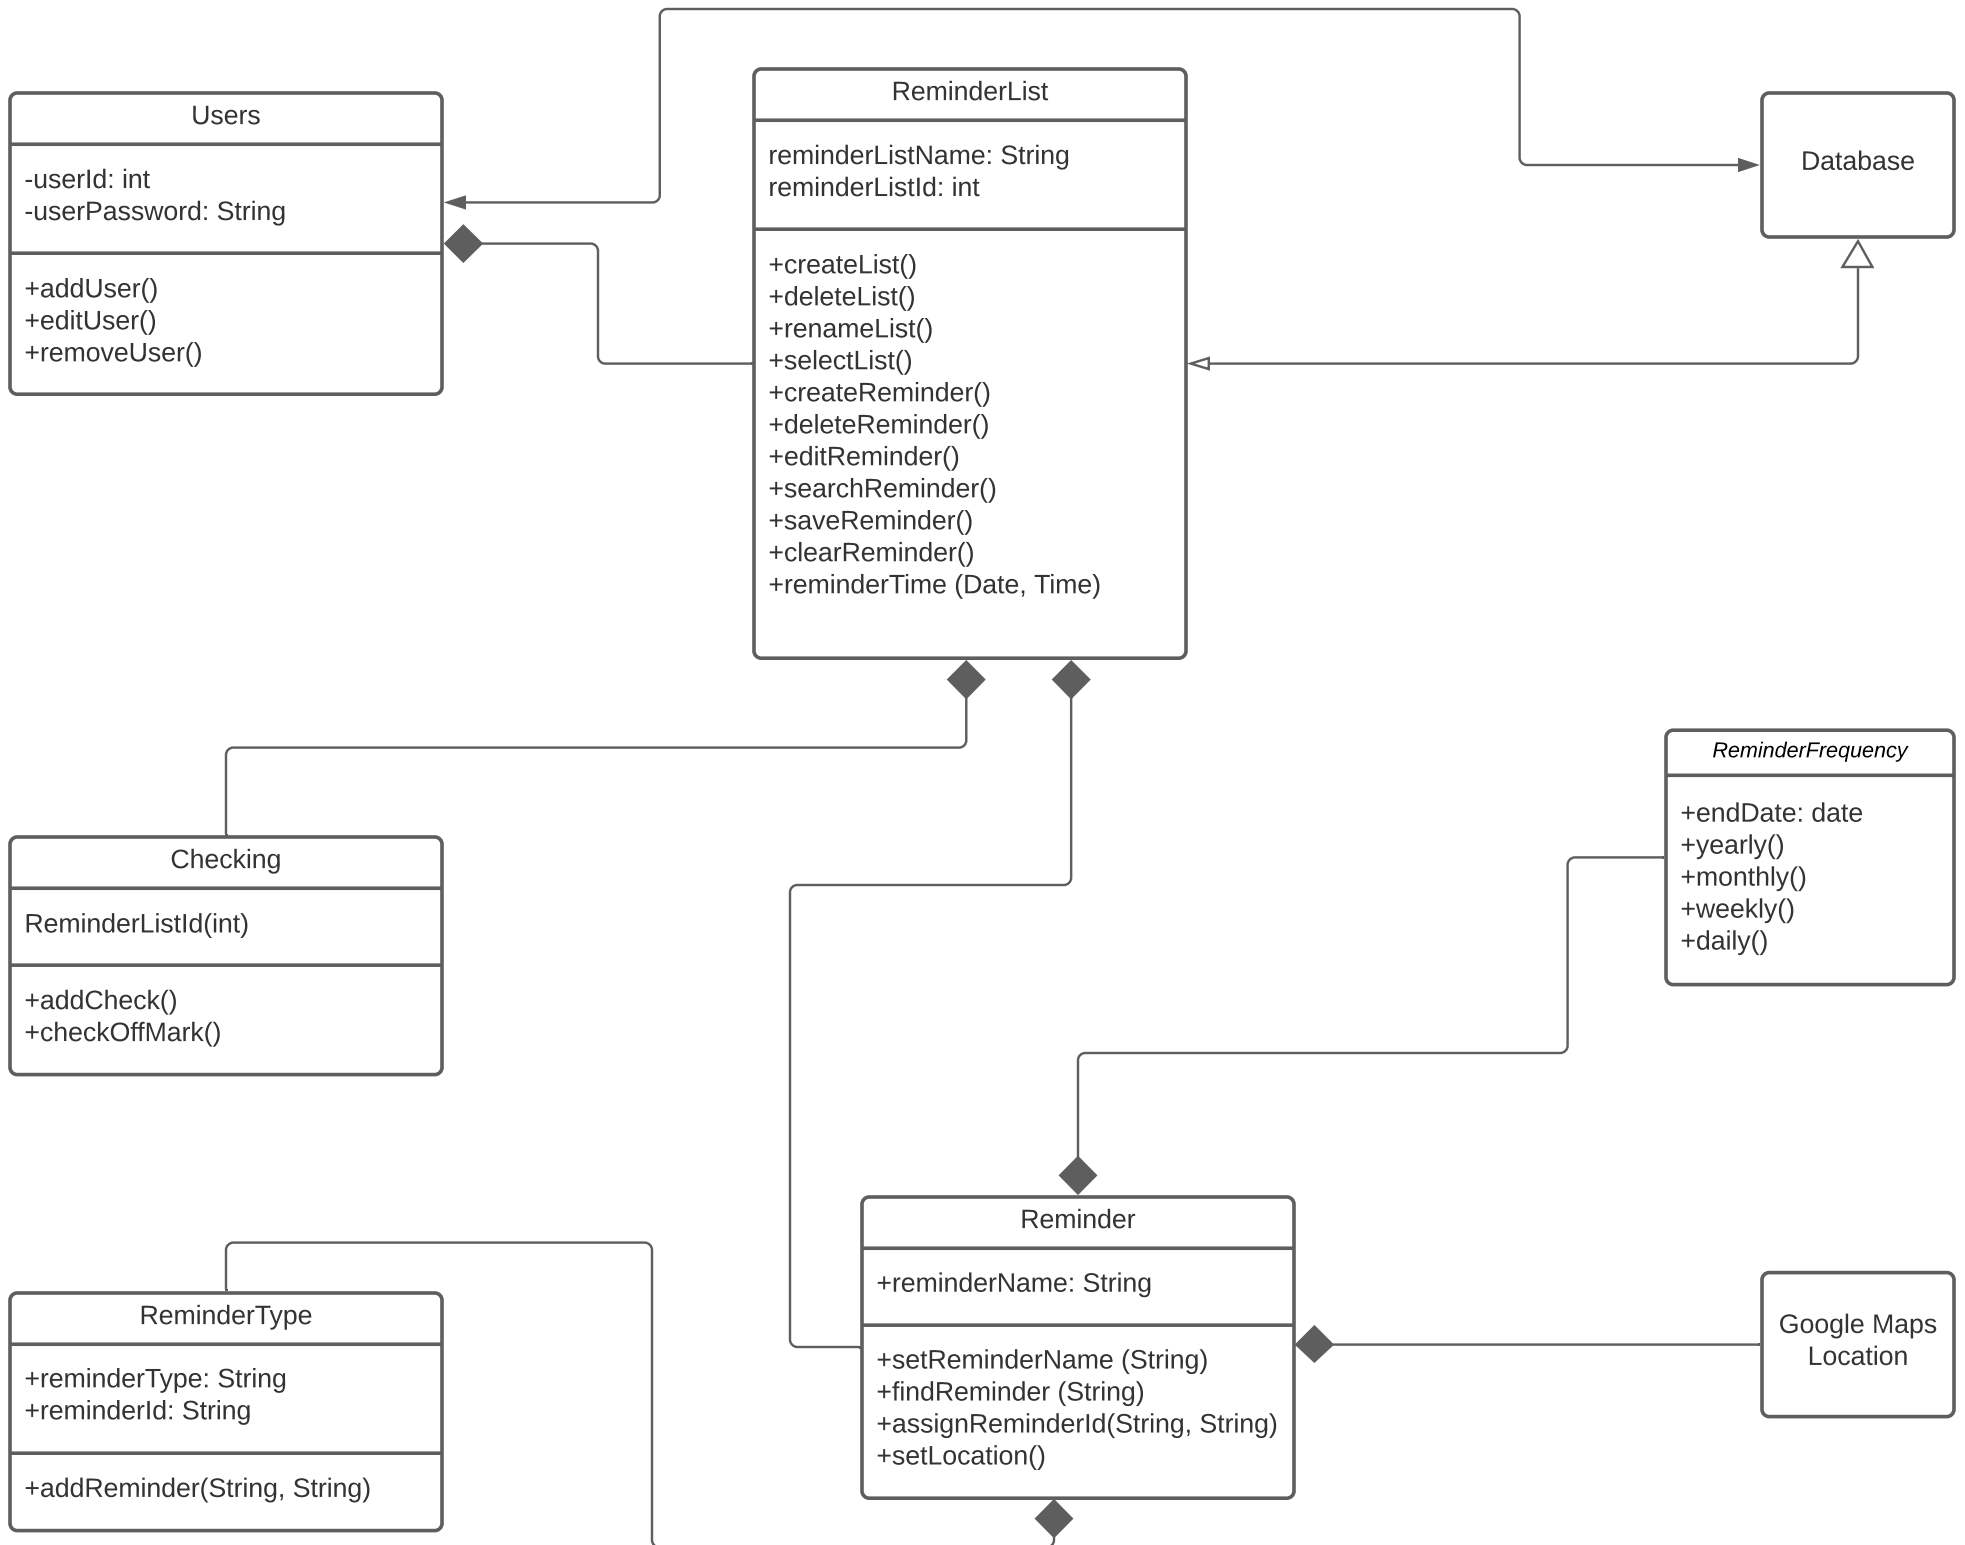 Users
-userId: int
-userPassword: String
+addUser()
+editUser()
+removeUser()
ReminderList
reminderListName: String
reminderListId: int
+createList()
+deleteList()
+renameList()
+selectList()
+createReminder()
+deleteReminder()
+editReminder()
+searchReminder()
+saveReminder()
+clearReminder()
+reminderTime (Date, Time)
Database
Checking
ReminderListId(int)
+addCheck()
+checkOffMark()
ReminderFrequency
+endDate: date
+yearly()
+monthly()
+weekly()
+daily()
ReminderType
+reminderType: String
+reminderId: String
+addReminder(String, String)
Reminder
+reminderName: String
+setReminderName (String)
+findReminder (String)
+assignReminderId(String, String)
+setLocation()
Google Maps
Location